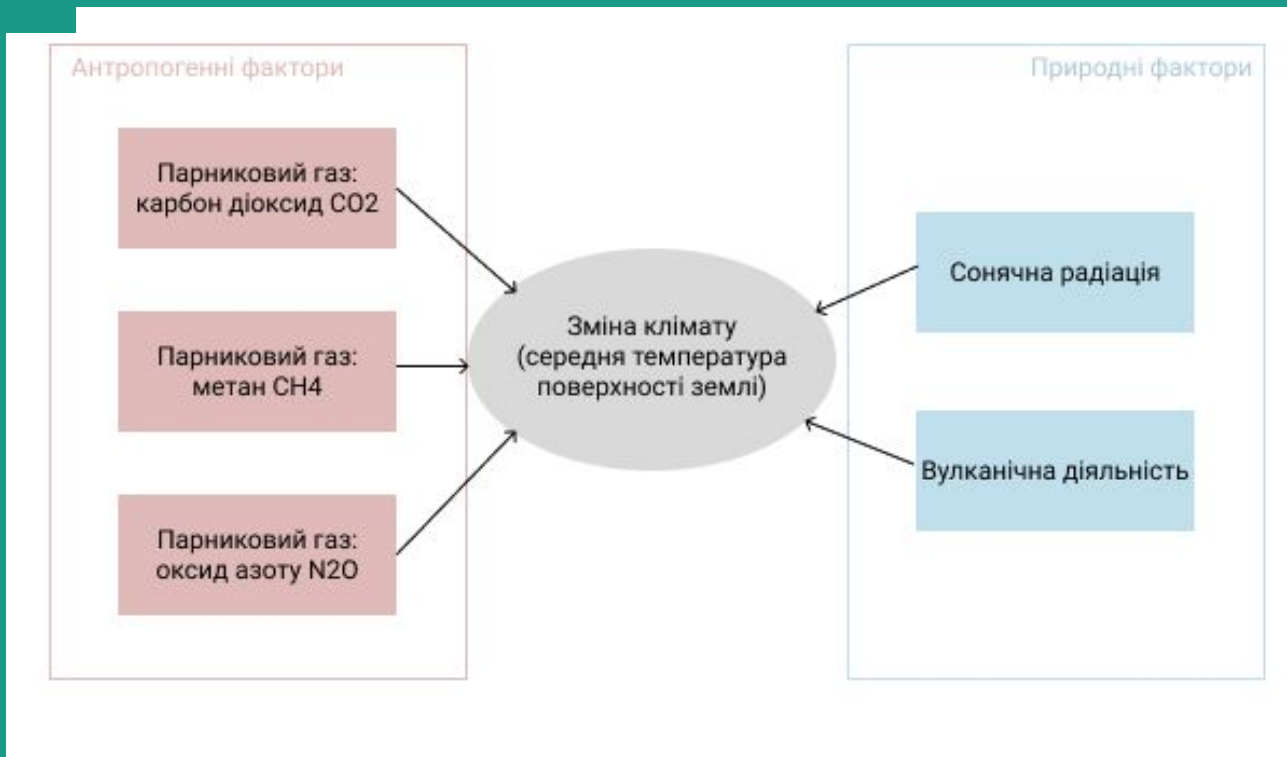 Антропогенні фактори
Парниковий газ:
карбон діоксид CO2
Парниковий газ:
метан CH4
Парниковий газ:
оксид азоту N2O
Зміна клімату
(середня температура
поверхності землі)
Природні фактори
Сонячна радіація
Вулканічна діяльність